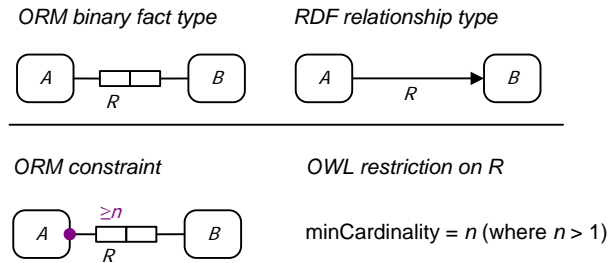 ORM binary fact type
RDF relationship type
A
B
R
A
B
R
ORM constraint
OWL restriction on R
≥n
A
B
R
minCardinality = n (where n > 1)